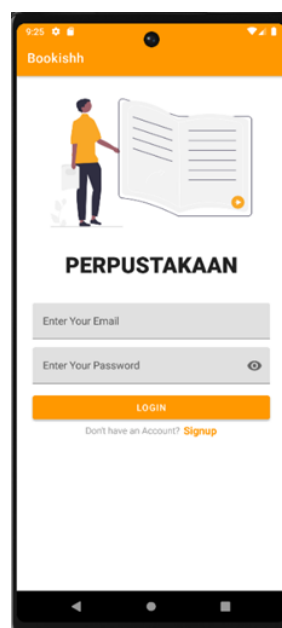 9:25
Bookishh
PERPUSTAKAAN
Enter Your Email
Enter Your Password
LOGIN
Don't have an Account? Signup